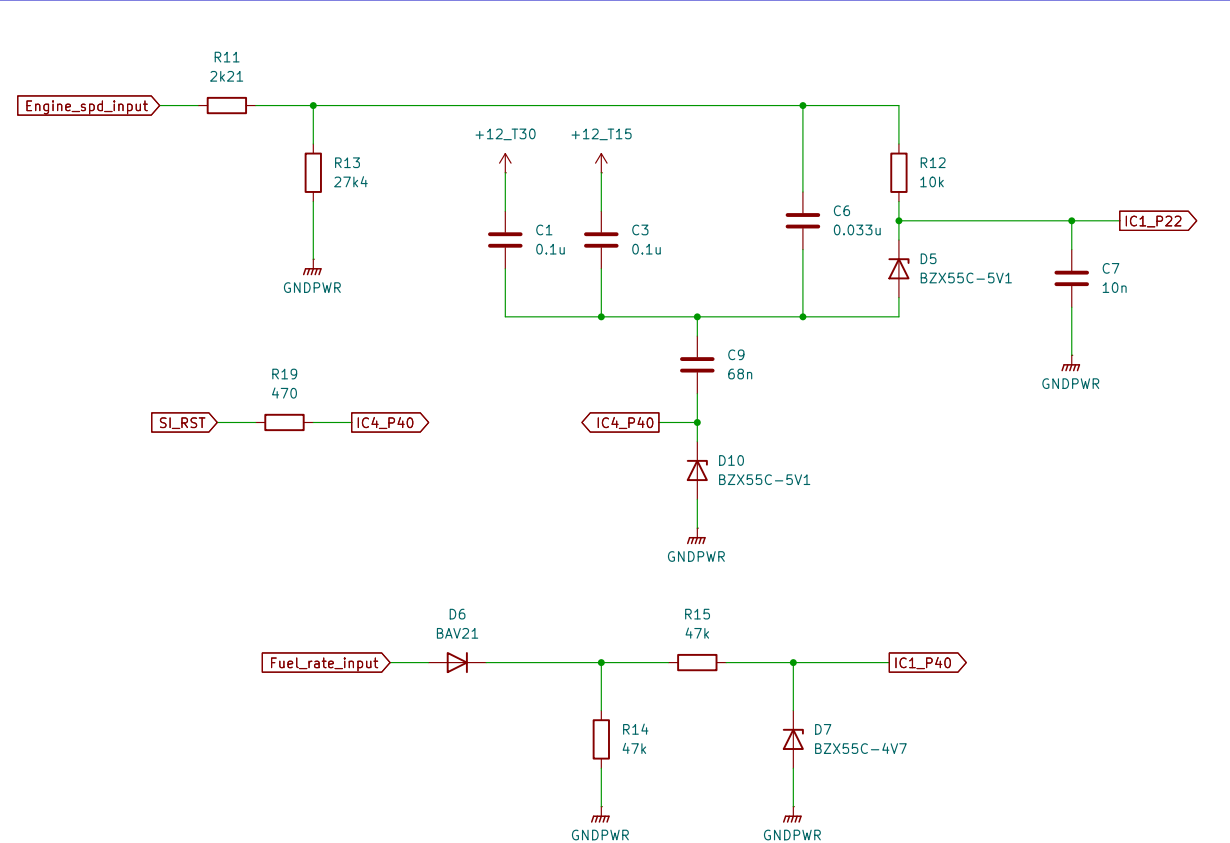 R11
2k21
Engine_spd_input
+12_T30
+12_T15
R13
27k4
R12
10k
C1
0.1u
C3
0.1u
C6
0.033u
IC1_P22
D5
BZX55C-5V1
C7
10n
GNDPWR
C9
68n
GNDPWR
R19
470
SI_RST
IC4_P40
IC4_P40
D10
BZX55C-5V1
GNDPWR
D6
BAV21
R15
47k
Fuel_rate_input
IC1_P40
R14
47k
D7
BZX55C-4V7
GNDPWR
GNDPWR